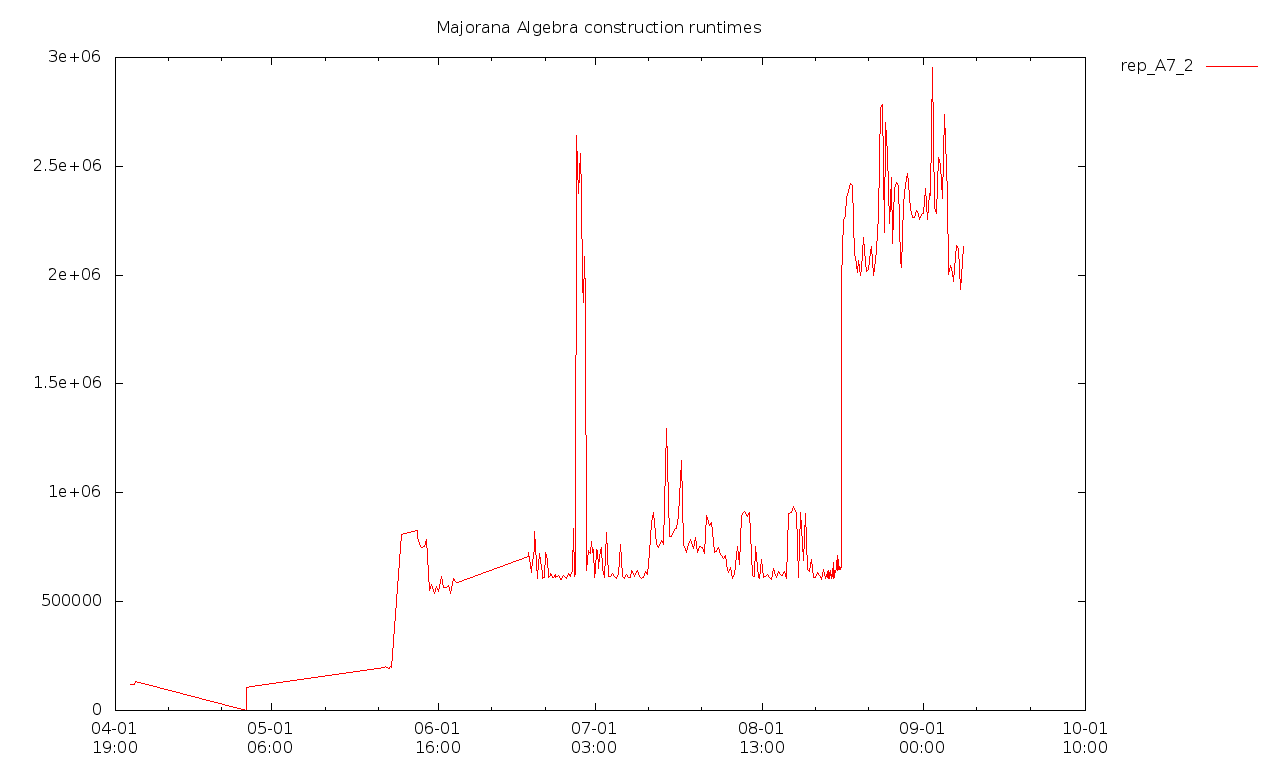 Majorana Algebra construction runtimes
rep_A7_2
3e+06
2.5e+06
2e+06
1.5e+06
1e+06
500000
0
04-01 05-01 06-01 07-01 08-01 09-01 10-01
19:00 06:00 16:00 03:00 13:00 00:00 10:00